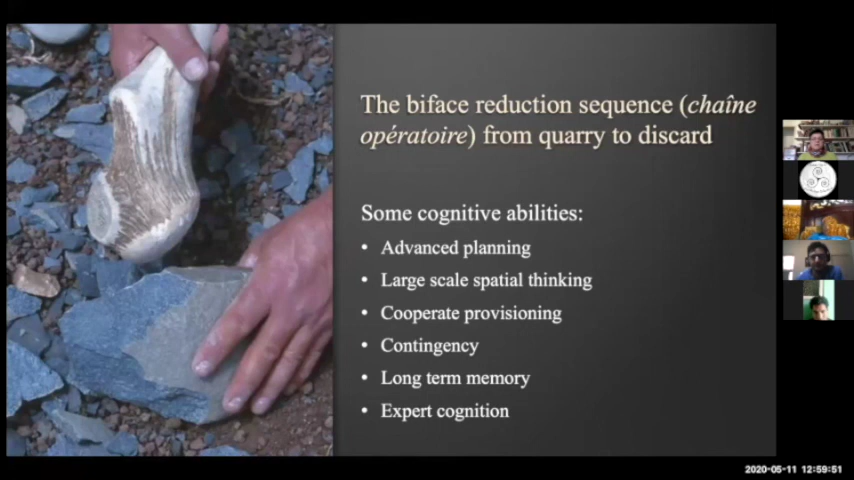 The biface reduction sequence (chaîne
opératoire) from quarry to discard
Some cognitive abilities:
• Advanced planning
• Large scale spatial thinking
• Cooperate provisioning
• Contingency
• Long term memory
• Expert cognition
2020-05-11 12:59:51